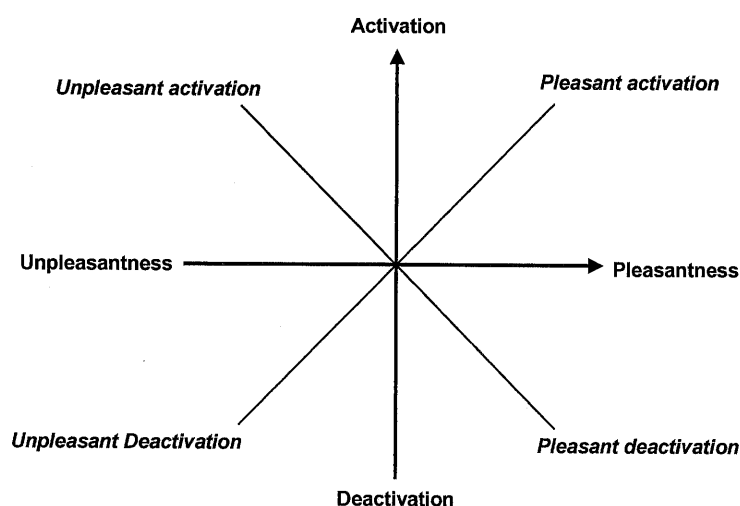 Activation
Unpleasant activation
Pleasant activation
Unpleasantness
Pleasantness
Unpleasant Deactivation
Pleasant deactivation
Deactivation